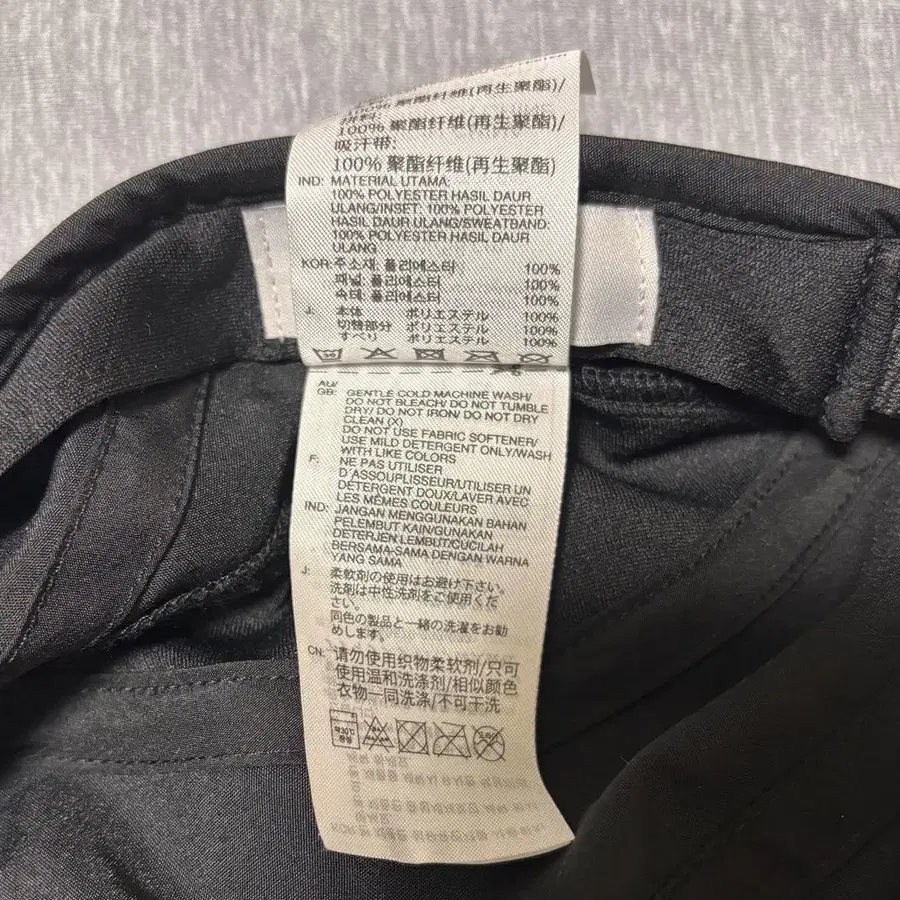 100% 聚酯纤维(再生聚酯)/
拼料:
100% 聚酯纤维(再生聚酯)/
吸汗带:
100% 聚酯纤维(再生聚酯)
IND: MATERIAL UTAMA:
100% POLYESTER HASIL DAUR
ULANG/INSET: 100% POLYESTER
HASIL DAUR ULANG/SWEATBAND:
100% POLYESTER HASIL DAUR
ULANG
KOR: 주소재, 폴리에스터 100%
패널, 폴리에스터 100%
속테, 폴리에스터 100%
J: 本体 ポリエステル 100%
切替部分 ポリエステル 100%
すべり ポリエステル 100%
AU/
GB: GENTLE COLD MACHINE WASH/
DO NOT BLEACH/ DO NOT TUMBLE
DRY/ DO NOT IRON/ DO NOT DRY
CLEAN (X)
DO NOT USE FABRIC SOFTENER/
USE MILD DETERGENT ONLY/WASH
WITH LIKE COLORS
F: NE PAS UTILISER
D'ASSOUPLISSEUR/UTILISER UN
DETERGENT DOUX/LAVER AVEC
LES MÊMES COULEURS
IND: JANGAN MENGGUNAKAN BAHAN
PELEMBUT KAIN/GUNAKAN
DETERJEN LEMBUT/CUCILAH
BERSAMA-SAMA DENGAN WARNA
YANG SAMA
J: 柔軟剤の使用はお避け下さい。
洗剤は中性洗剤をご使用くだ
さい。
同色の製品と一緒の洗濯をお勧
めします。
CN: 请勿使用织物柔软剂/只可
使用温和洗涤剂/相似颜色
衣物一同洗涤/不可干洗